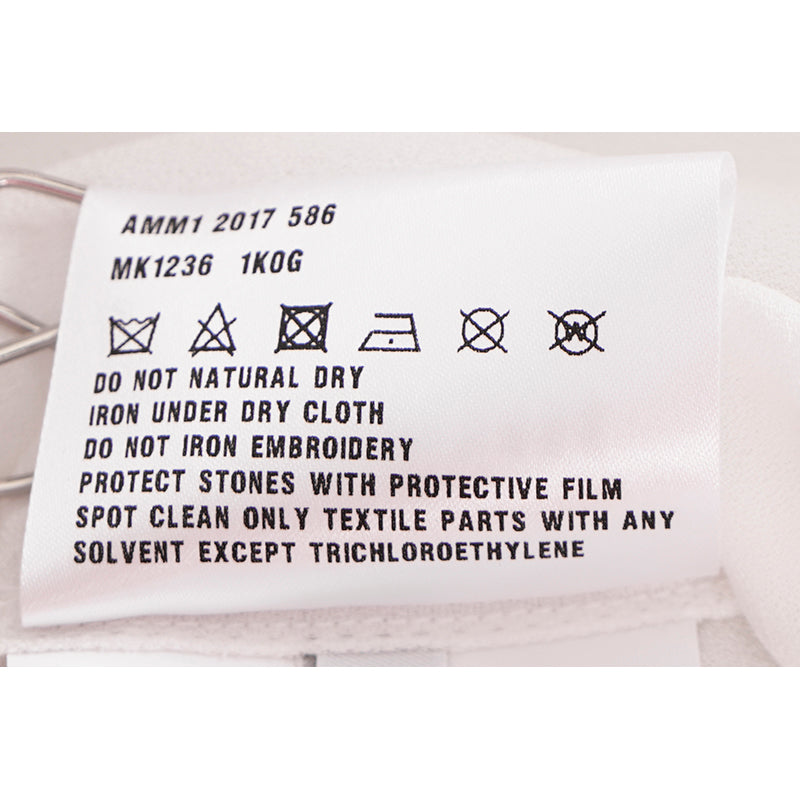 AMM1 2017 586
MK1236 1K0G
DO NOT NATURAL DRY
IRON UNDER DRY CLOTH
DO NOT IRON EMBROIDERY
PROTECT STONES WITH PROTECTIVE FILM
SPOT CLEAN ONLY TEXTILE PARTS WITH ANY
SOLVENT EXCEPT TRICHLOROETHYLENE